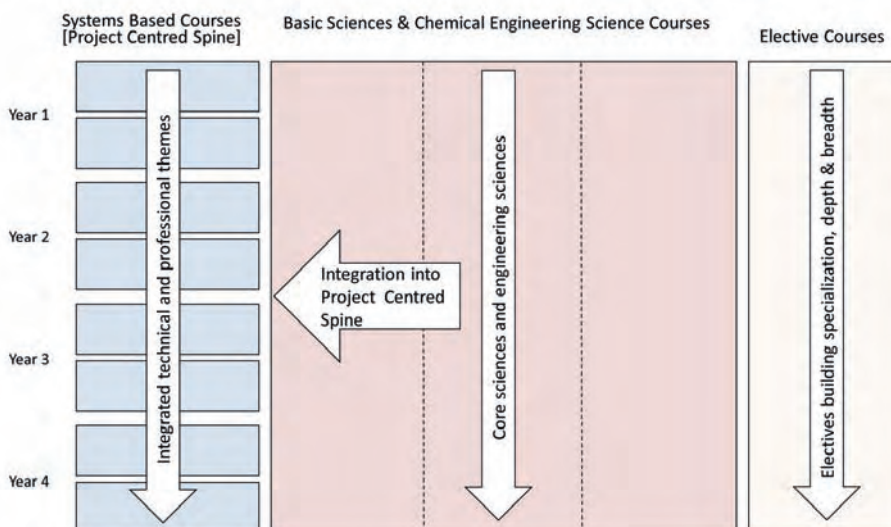 Systems Based Courses
[Project Centred Spine]
Basic Sciences & Chemical Engineering Science Courses
Elective Courses
Year 1
Year 2
Year 3
Year 4
Integrated technical and professional themes
Integration into
Project Centred
Spine
Core sciences and engineering sciences
Electives building specialization, depth & breadth